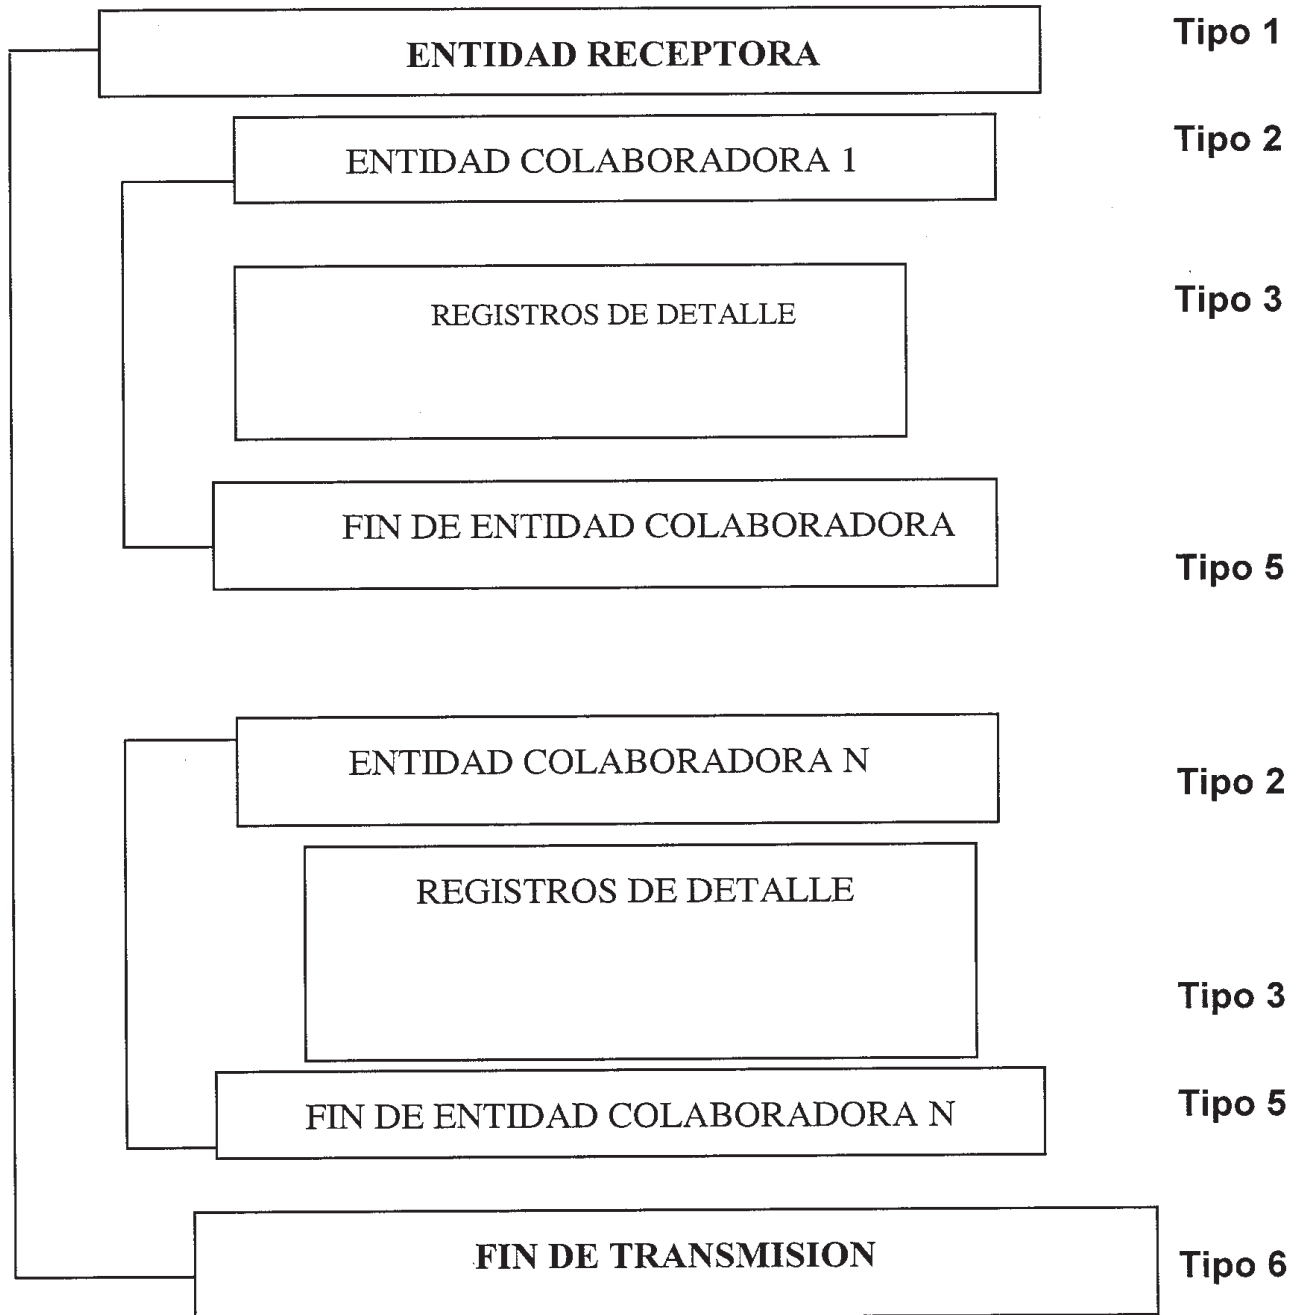 ENTIDAD RECEPTORA Tipo 1
ENTIDAD COLABORADORA 1 Tipo 2
REGISTROS DE DETALLE Tipo 3
FIN DE ENTIDAD COLABORADORA
Tipo 5
ENTIDAD COLABORADORA N Tipo 2
REGISTROS DE DETALLE
Tipo 3
FIN DE ENTIDAD COLABORADORA N Tipo 5
FIN DE TRANSMISION Tipo 6